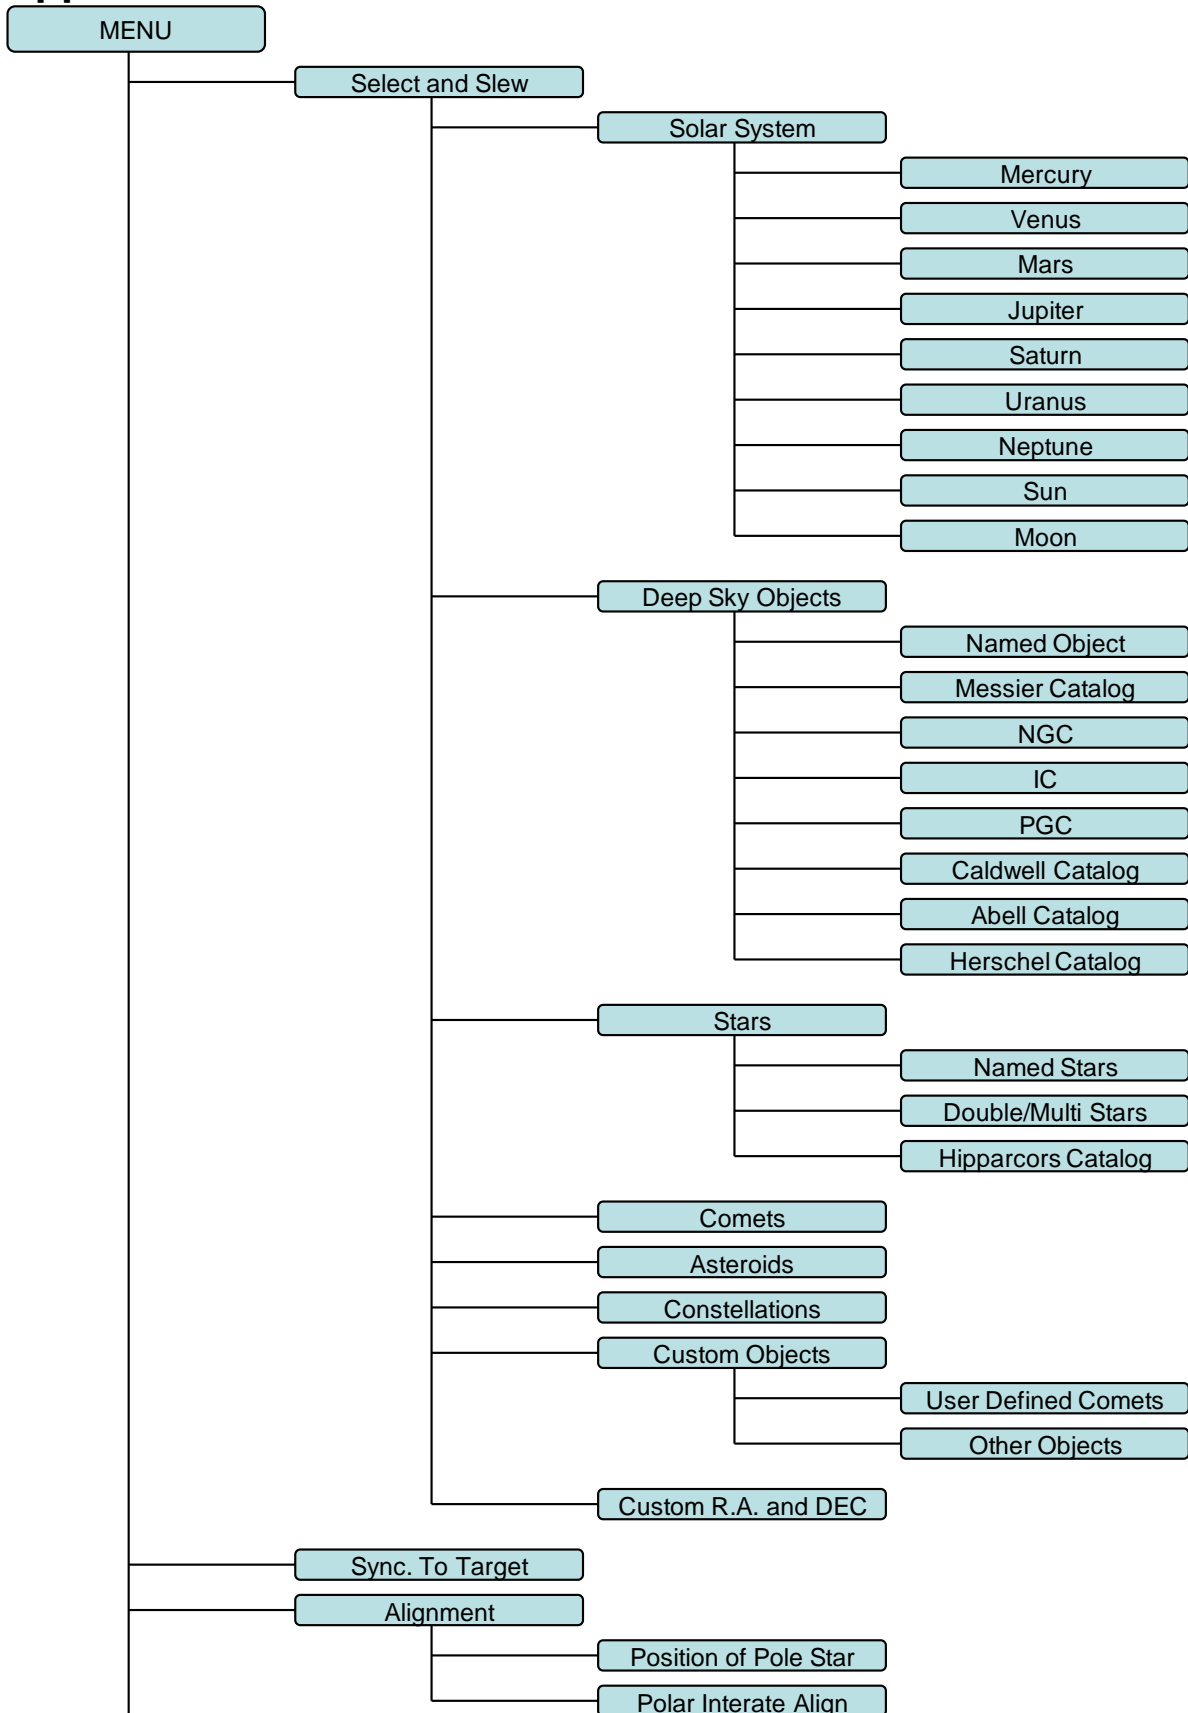 MENU
Select and Slew
Solar System
Mercury
Venus
Mars
Jupiter
Saturn
Uranus
Neptune
Sun
Moon
Deep Sky Objects
Named Object
Messier Catalog
NGC
IC
PGC
Caldwell Catalog
Abell Catalog
Herschel Catalog
Stars
Named Stars
Double/Multi Stars
Hipparcors Catalog
Comets
Asteroids
Constellations
Custom Objects
User Defined Comets
Other Objects
Custom R.A. and DEC
Sync. To Target
Alignment
Position of Pole Star
Polar Interate Align